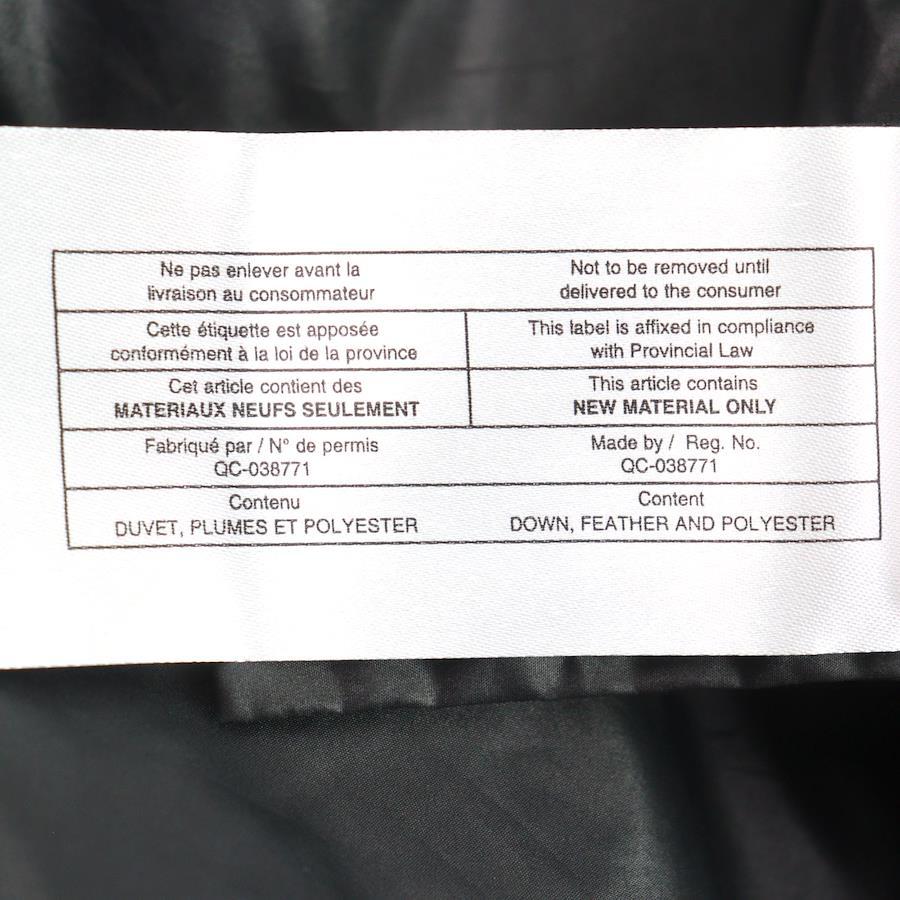 Ne pas enlever avant la
livraison au consommateur
Not to be removed until
delivered to the consumer
Cette étiquette est apposée
conformément à la loi de la province
This label is affixed in compliance
with Provincial Law
Cet article contient des
MATERIAUX NEUFS SEULEMENT
This article contains
NEW MATERIAL ONLY
Fabriqué par / N° de permis
QC-038771
Made by / Reg. No.
QC-038771
Contenu
DUVET, PLUMES ET POLYESTER
Content
DOWN, FEATHER AND POLYESTER